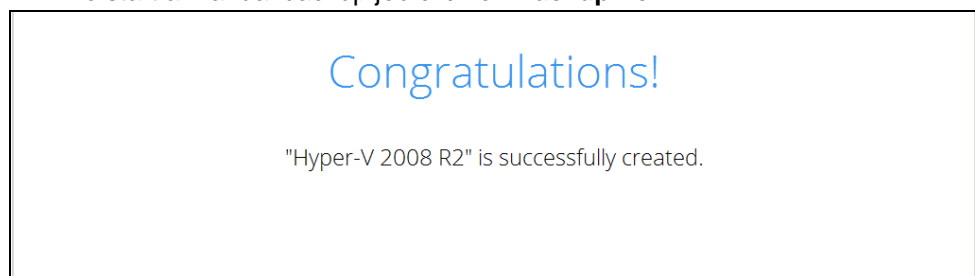 Congratulations!
"Hyper-V 2008 R2" is successfully created.